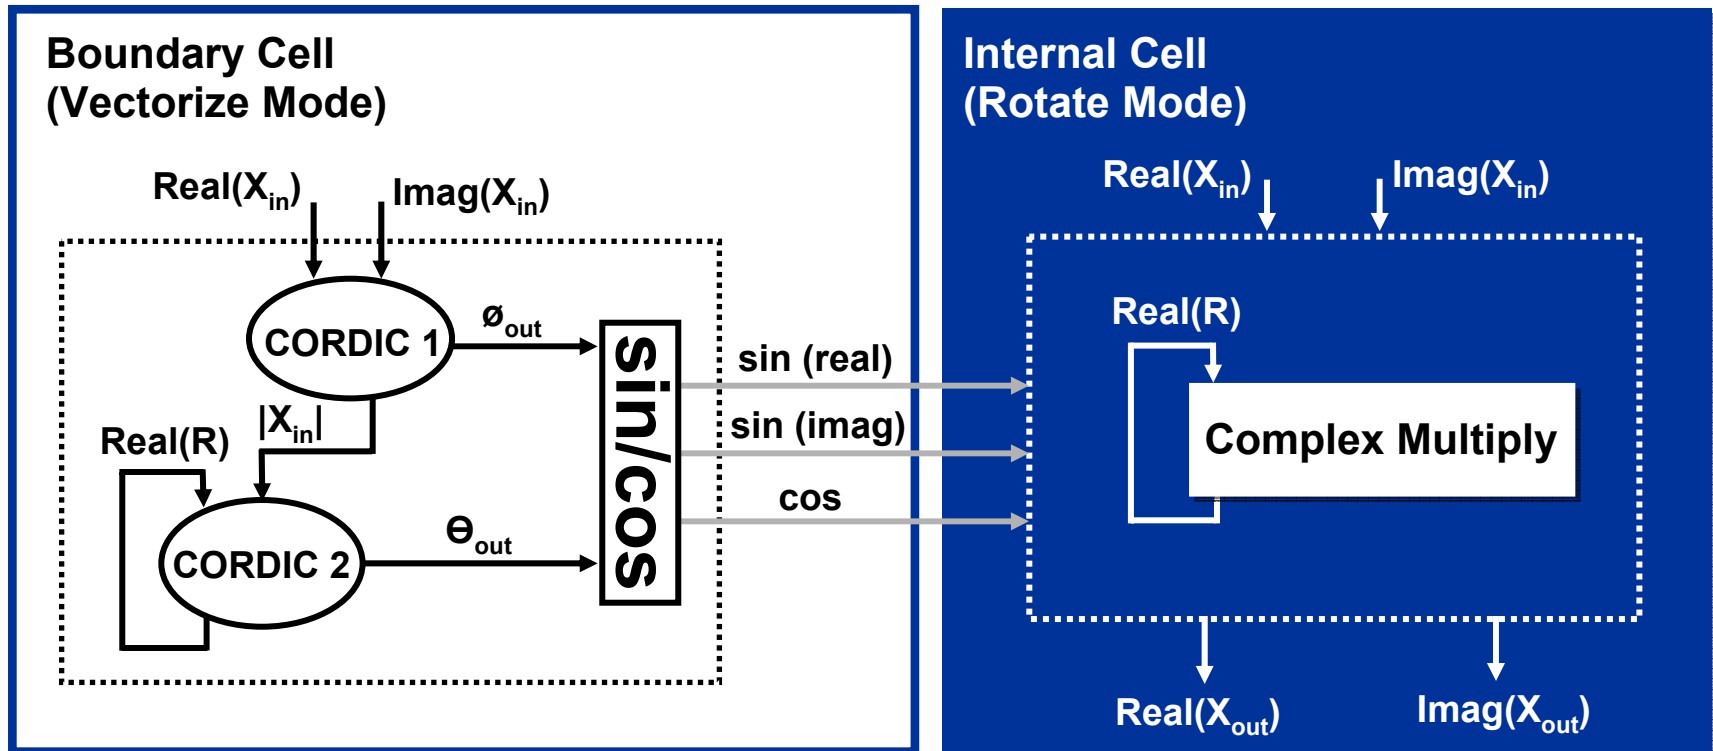 Boundary Cell
(Vectorize Mode)
Real(Xin)
Imag(Xin)
CORDIC 1
øout
|Xin|
Real(R)
CORDIC 2
Θout
sin/cos
sin (real)
sin (imag)
cos
Internal Cell
(Rotate Mode)
Real(Xin)
Imag(Xin)
Real(R)
Complex Multiply
Real(Xout)
Imag(Xout)